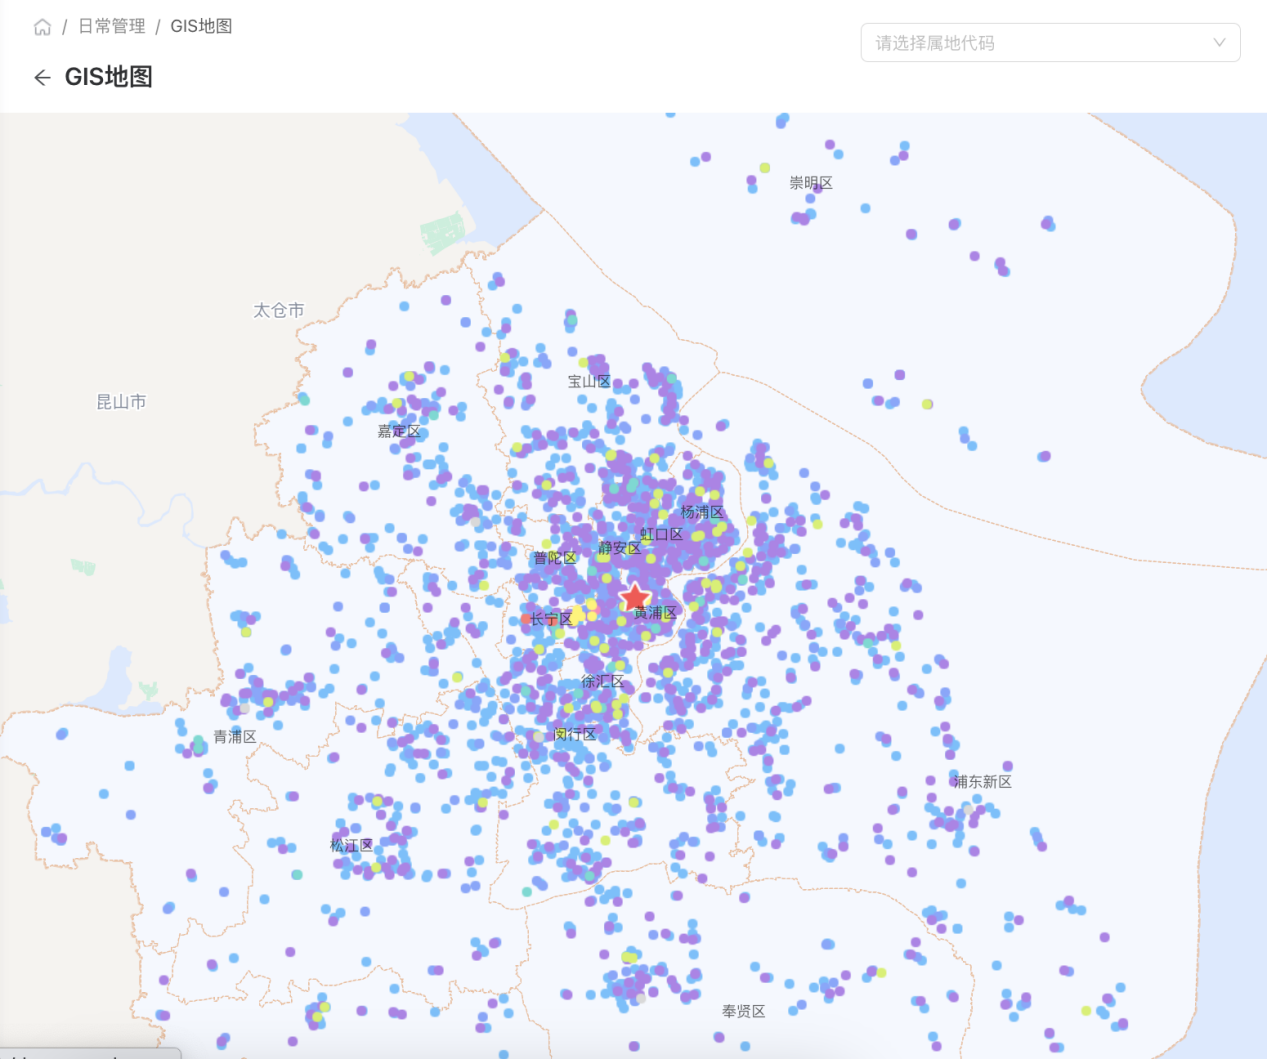 / 日常管理 / GIS地图
请选择属地代码
← GIS地图
崇明区
太仓市
宝山区
昆山市
嘉定区
杨浦区
虹口区
静安区
普陀区
黄浦区
长宁区
徐汇区
闵行区
青浦区
浦东新区
松江区
奉贤区